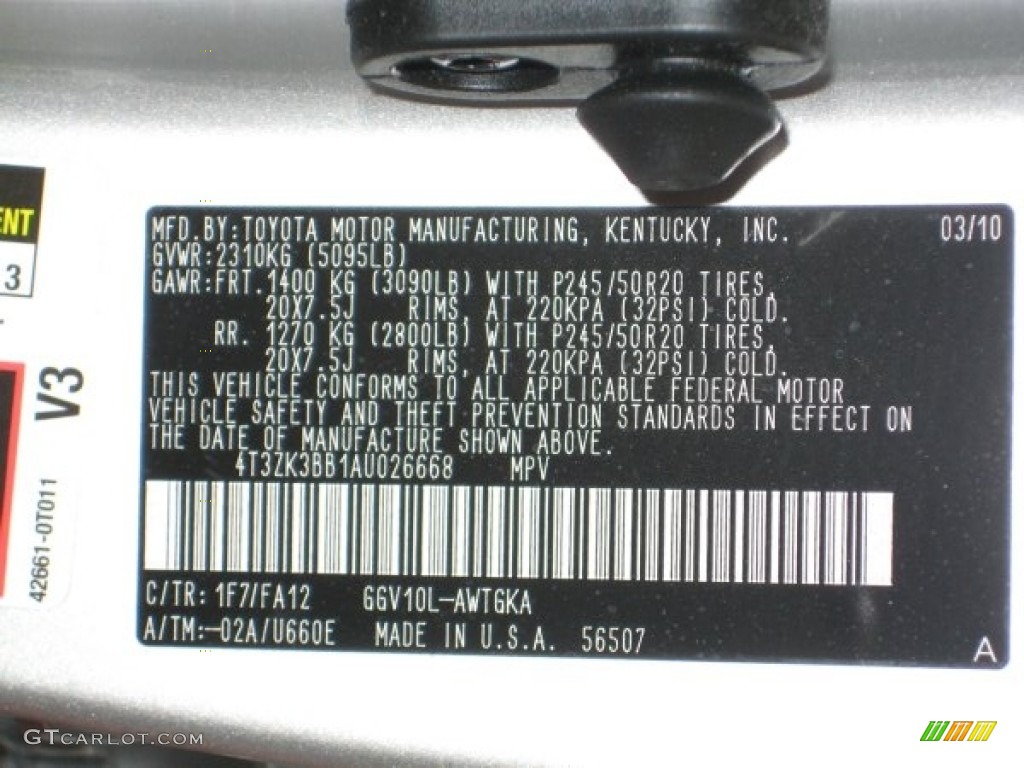 MFD.BY:TOYOTA MOTOR MANUFACTURING, KENTUCKY, INC. 03/10
GVWR:2310KG (5095LB)
GAWR:FRT.1400 KG (3090LB) WITH P245/50R20 TIRES,
20X7.5J RIMS, AT 220KPA (32PSI) COLD.
RR. 1270 KG (2800LB) WITH P245/50R20 TIRES,
20X7.5J RIMS, AT 220KPA (32PSI) COLD.
THIS VEHICLE CONFORMS TO ALL APPLICABLE FEDERAL MOTOR
VEHICLE SAFETY AND THEFT PREVENTION STANDARDS IN EFFECT ON
THE DATE OF MANUFACTURE SHOWN ABOVE.
4T3ZK3BB1AU026668 MPV
C/TR: 1F7/FA12 GGV10L-AWTGKA
A/TM:-02A/U660E MADE IN U.S.A. 56507
A
ENT
3
V3
42661-0T011
GTCARLOT.COM